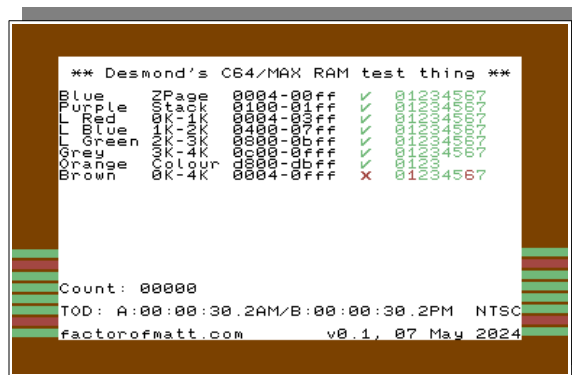 ** Desmond's C64/MAX RAM test thing **
Blue ZPage 0004-00ff ✓ 01234567
Purple Stack 0100-01ff ✓ 01234567
L Red 0K-1K 0004-03ff ✓ 01234567
L Blue 1K-2K 0400-07ff ✓ 01234567
L Green 2K-3K 0800-0bff ✓ 01234567
Grey 3K-4K 0c00-0fff ✓ 01234567
Orange Colour d800-dbff ✓ 0123
Brown 0K-4K 0004-0fff x 01234567
Count: 00000
TOD: A:00:00:30.2AM/B:00:00:30.2PM NTSC
factorofmatt.com v0.1, 07 May 2024